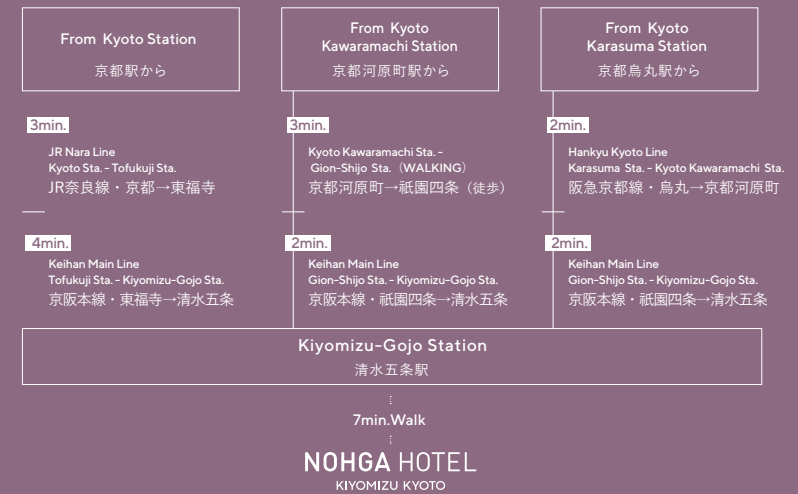 From Kyoto Station
京都駅から
3min.
JR Nara Line
Kyoto Sta. - Tofukuji Sta.
JR奈良線・京都→東福寺
4min.
Keihan Main Line
Tofukuji Sta. - Kiyomizu-Gojo Sta.
京阪本線・東福寺→清水五条
From Kyoto
Kawaramachi Station
京都河原町駅から
3min.
Kyoto Kawaramachi Sta. -
Gion-Shijo Sta.（WALKING）
京都河原町→祇園四条（徒歩）
2min.
Keihan Main Line
Gion-Shijo Sta. - Kiyomizu-Gojo Sta.
京阪本線・祇園四条→清水五条
From Kyoto
Karasuma Station
京都烏丸駅から
2min.
Hankyu Kyoto Line
Karasuma Sta. - Kyoto Kawaramachi Sta.
阪急京都線・烏丸→京都河原町
2min.
Keihan Main Line
Gion-Shijo Sta. - Kiyomizu-Gojo Sta.
京阪本線・祇園四条→清水五条
Kiyomizu-Gojo Station
清水五条駅
7min.Walk
NOHGA HOTEL
KIYOMIZU KYOTO